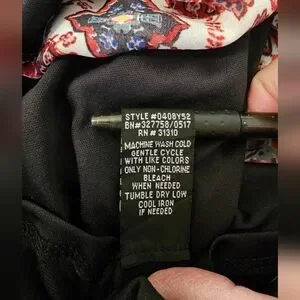 STYLE #0408Y52
BN#327758/0517
RN # 31310
MACHINE WASH COLD
GENTLE CYCLE
WITH LIKE COLORS
ONLY NON-CHLORINE
BLEACH
WHEN NEEDED
TUMBLE DRY LOW
COOL IRON
IF NEEDED